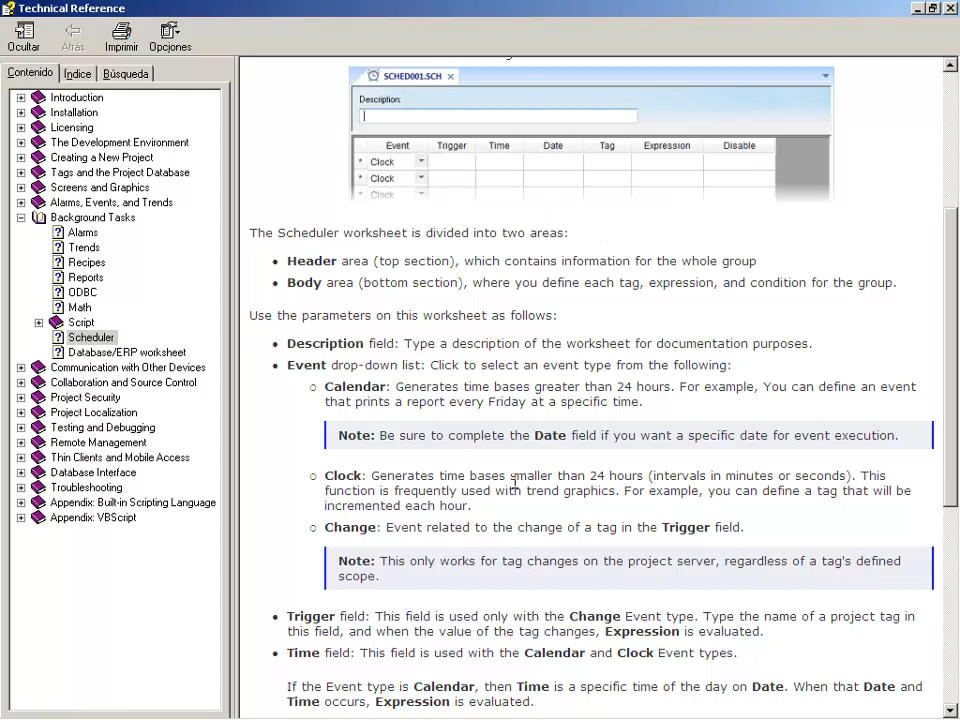 Technical Reference
Ocultar Atrás Imprimir Opciones
Contenido Índice Búsqueda
Introduction
Installation
Licensing
The Development Environment
Creating a New Project
Tags and the Project Database
Screens and Graphics
Alarms, Events, and Trends
Background Tasks
Alarms
Trends
Recipes
Reports
ODBC
Math
Script
Scheduler
Database/ERP worksheet
Communication with Other Devices
Collaboration and Source Control
Project Security
Project Localization
Testing and Debugging
Remote Management
Thin Clients and Mobile Access
Database Interface
Troubleshooting
Appendix: Built-in Scripting Language
Appendix: VBScript
SCHED001.SCH
Description:
Event Trigger Time Date Tag Expression Disable
* Clock
* Clock
* Clock
The Scheduler worksheet is divided into two areas:
• Header area (top section), which contains information for the whole group
• Body area (bottom section), where you define each tag, expression, and condition for the group.
Use the parameters on this worksheet as follows:
• Description field: Type a description of the worksheet for documentation purposes.
• Event drop-down list: Click to select an event type from the following:
○ Calendar: Generates time bases greater than 24 hours. For example, You can define an event
that prints a report every Friday at a specific time.
Note: Be sure to complete the Date field if you want a specific date for event execution.
○ Clock: Generates time bases smaller than 24 hours (intervals in minutes or seconds). This
function is frequently used with trend graphics. For example, you can define a tag that will be
incremented each hour.
○ Change: Event related to the change of a tag in the Trigger field.
Note: This only works for tag changes on the project server, regardless of a tag's defined
scope.
• Trigger field: This field is used only with the Change Event type. Type the name of a project tag in
this field, and when the value of the tag changes, Expression is evaluated.
• Time field: This field is used with the Calendar and Clock Event types.
If the Event type is Calendar, then Time is a specific time of the day on Date. When that Date and
Time occurs, Expression is evaluated.